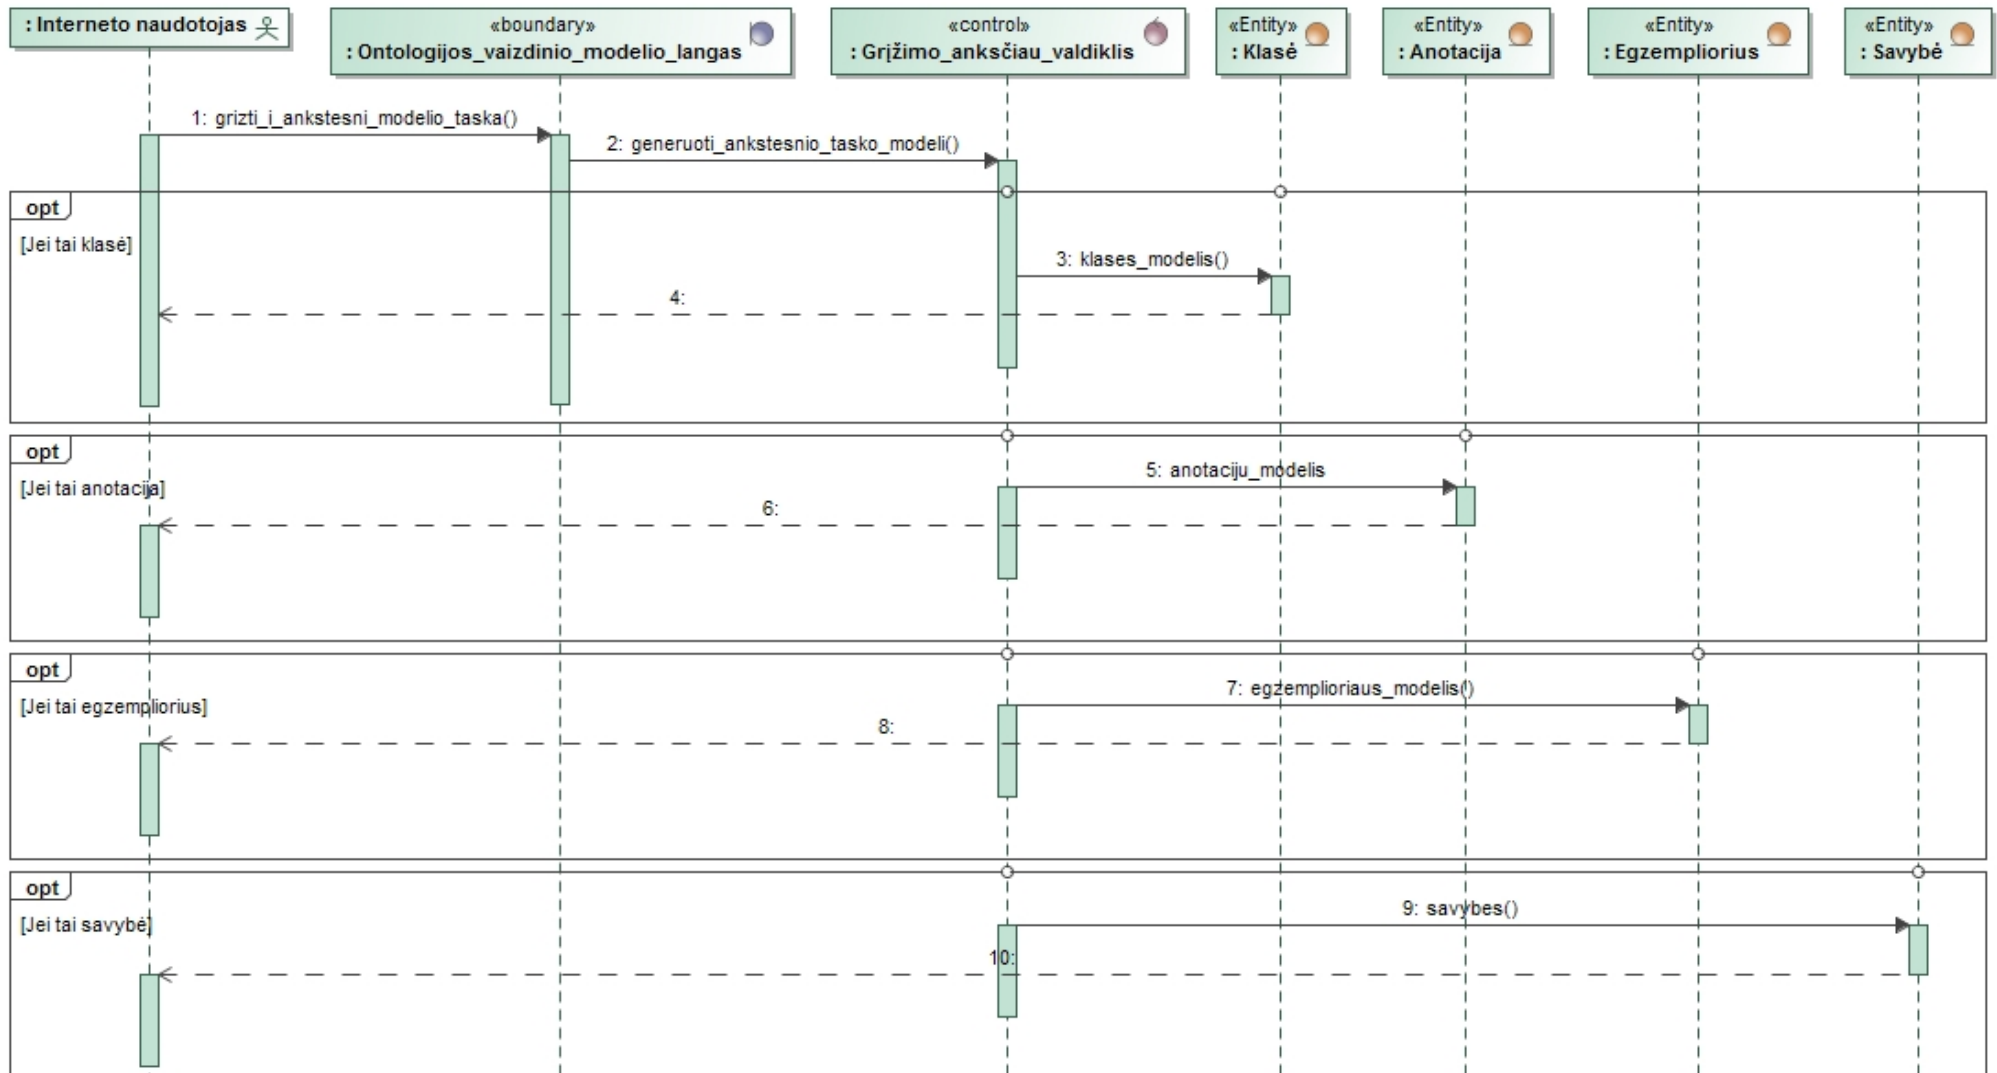 : Interneto naudotojas
«boundary»
: Ontologijos_vaizdinio_modelio_langas
«control»
: Grįžimo_anksčiau_valdiklis
«Entity»
: Klasė
«Entity»
: Anotacija
«Entity»
: Egzempliorius
«Entity»
: Savybė
1: grizti_i_ankstesni_modelio_taska()
2: generuoti_ankstesnio_tasko_modeli()
opt
[Jei tai klasė]
3: klases_modelis()
4:
opt
[Jei tai anotacija]
5: anotaciju_modelis
6:
opt
[Jei tai egzempliorius]
7: egzemplioriaus_modelis()
8:
opt
[Jei tai savybė]
9: savybes()
10: